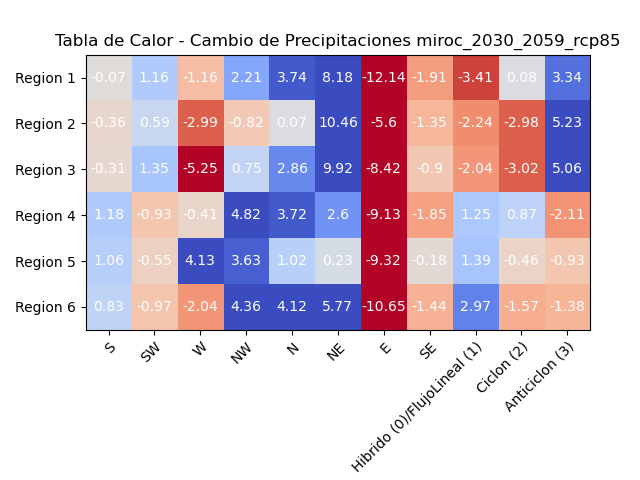 Tabla de Calor - Cambio de Precipitaciones miroc_2030_2059_rcp85
Region 1 -0.07 1.16 -1.16 2.21 3.74 8.18 -12.14 -1.91 -3.41 0.08 3.34
Region 2 -0.36 0.59 -2.99 -0.82 0.07 10.46 -5.6 -1.35 -2.24 -2.98 5.23
Region 3 -0.31 1.35 -5.25 0.75 2.86 9.92 -8.42 -0.9 -2.04 -3.02 5.06
Region 4 1.18 -0.93 -0.41 4.82 3.72 2.6 -9.13 -1.85 1.25 0.87 -2.11
Region 5 1.06 -0.55 4.13 3.63 1.02 0.23 -9.32 -0.18 1.39 -0.46 -0.93
Region 6 0.83 -0.97 -2.04 4.36 4.12 5.77 -10.65 -1.44 2.97 -1.57 -1.38
S SW W NW N NE E SE Hibrido (0)/FlujoLineal (1) Ciclon (2) Anticiclon (3)